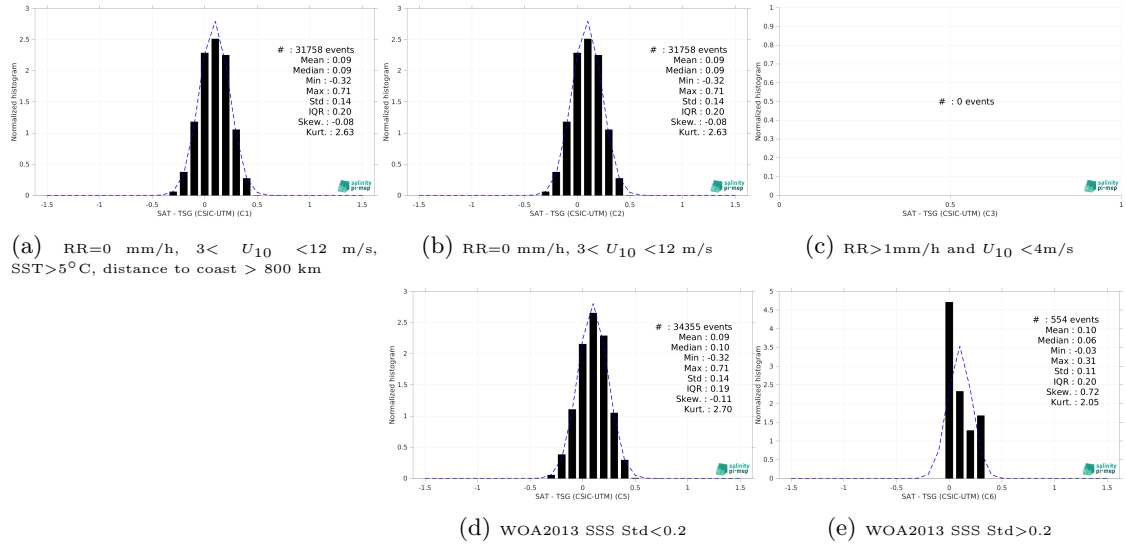 3
2.5
2
1.5
1
0.5
0
Normalized histogram
# : 31758 events
Mean : 0.09
Median : 0.09
Min : -0.32
Max : 0.71
Std : 0.14
IQR : 0.20
Skew. : -0.08
Kurt. : 2.63
salinity
pi-mep
-1.5 -1 -0.5 0 0.5 1 1.5
SAT - TSG (CSIC-UTM) (C1)
(a) RR=0 mm/h, 3< U10 <12 m/s,
SST>5°C, distance to coast > 800 km
3
2.5
2
1.5
1
0.5
0
Normalized histogram
# : 31758 events
Mean : 0.09
Median : 0.09
Min : -0.32
Max : 0.71
Std : 0.14
IQR : 0.20
Skew. : -0.08
Kurt. : 2.63
salinity
pi-mep
-1.5 -1 -0.5 0 0.5 1 1.5
SAT - TSG (CSIC-UTM) (C2)
(b) RR=0 mm/h, 3< U10 <12 m/s
1
0.9
0.8
0.7
0.6
0.5
0.4
0.3
0.2
0.1
0
Normalized histogram
# : 0 events
salinity
pi-mep
0 0.5 1
SAT - TSG (CSIC-UTM) (C3)
(c) RR>1mm/h and U10 <4m/s
3
2.5
2
1.5
1
0.5
0
Normalized histogram
# : 34355 events
Mean : 0.09
Median : 0.10
Min : -0.32
Max : 0.71
Std : 0.14
IQR : 0.19
Skew. : -0.11
Kurt. : 2.70
salinity
pi-mep
-1.5 -1 -0.5 0 0.5 1 1.5
SAT - TSG (CSIC-UTM) (C5)
(d) WOA2013 SSS Std<0.2
5
4.5
4
3.5
3
2.5
2
1.5
1
0.5
0
Normalized histogram
# : 554 events
Mean : 0.10
Median : 0.06
Min : -0.03
Max : 0.31
Std : 0.11
IQR : 0.20
Skew. : 0.72
Kurt. : 2.05
salinity
pi-mep
-1.5 -1 -0.5 0 0.5 1 1.5
SAT - TSG (CSIC-UTM) (C6)
(e) WOA2013 SSS Std>0.2